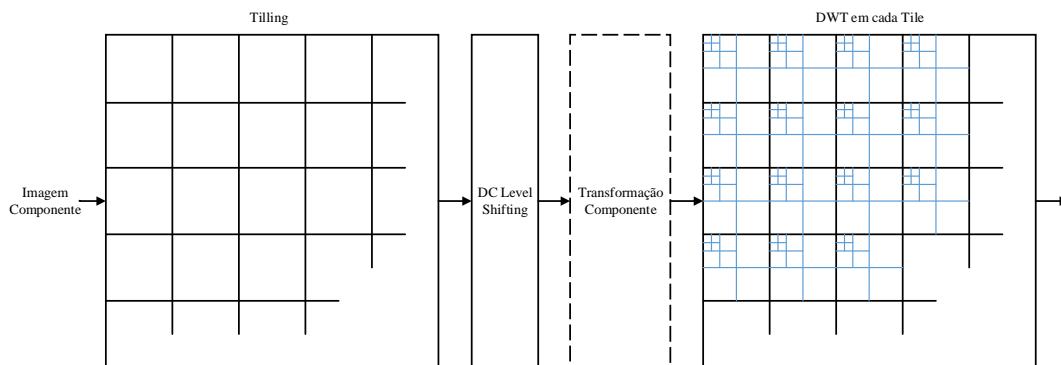 Tilling
DWT em cada Tile
Imagem
Componente
DC Level
Shifting
Transformação
Componente